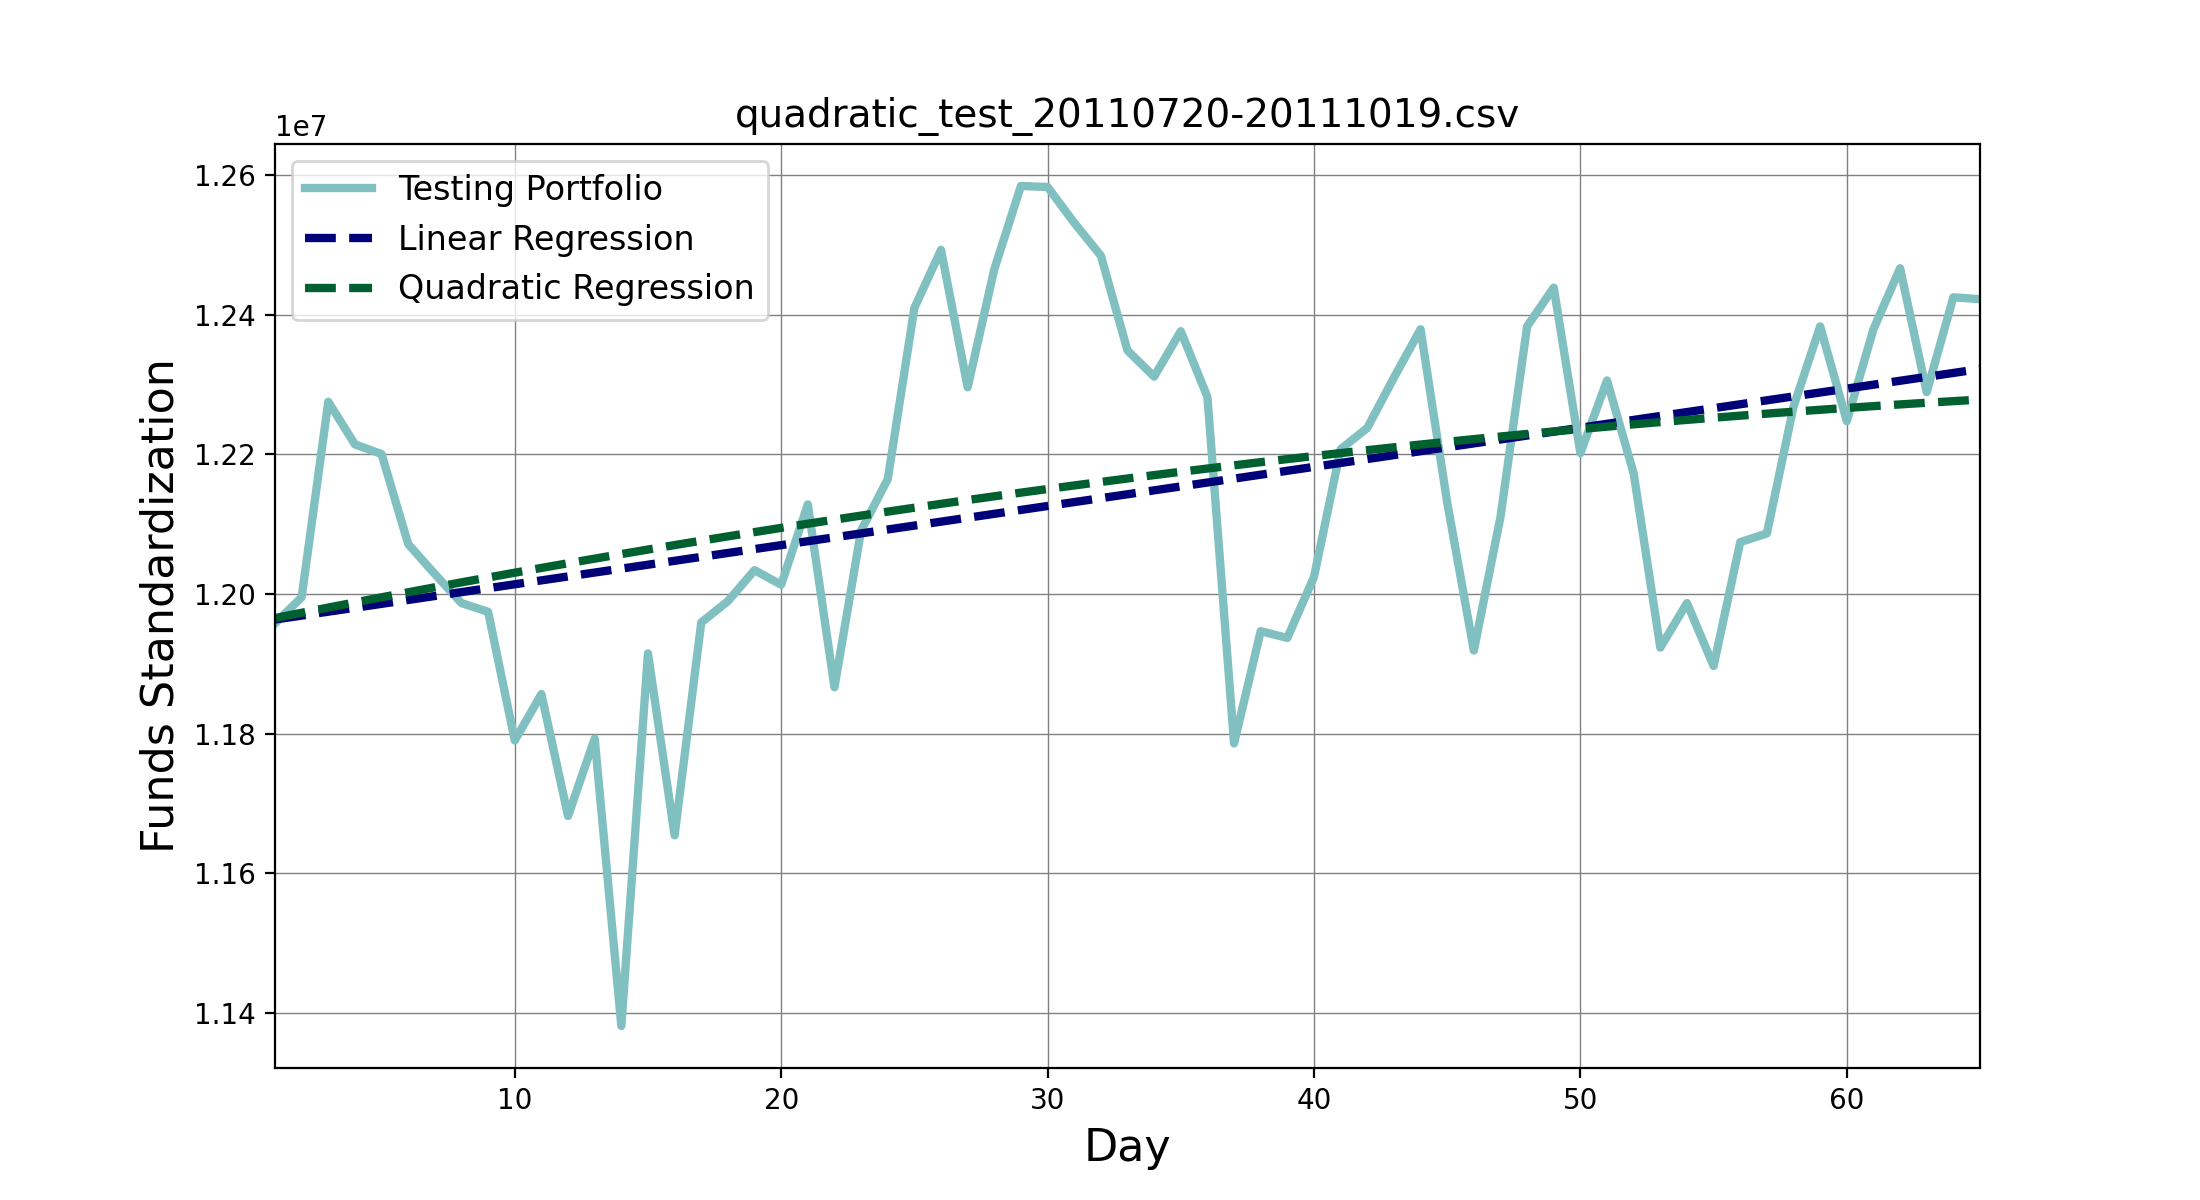 quadratic_test_20110720-20111019.csv
1e7
Testing Portfolio
Linear Regression
Quadratic Regression
1.26
1.24
1.22
1.20
1.18
1.16
1.14
Funds Standardization
10 20 30 40 50 60
Day